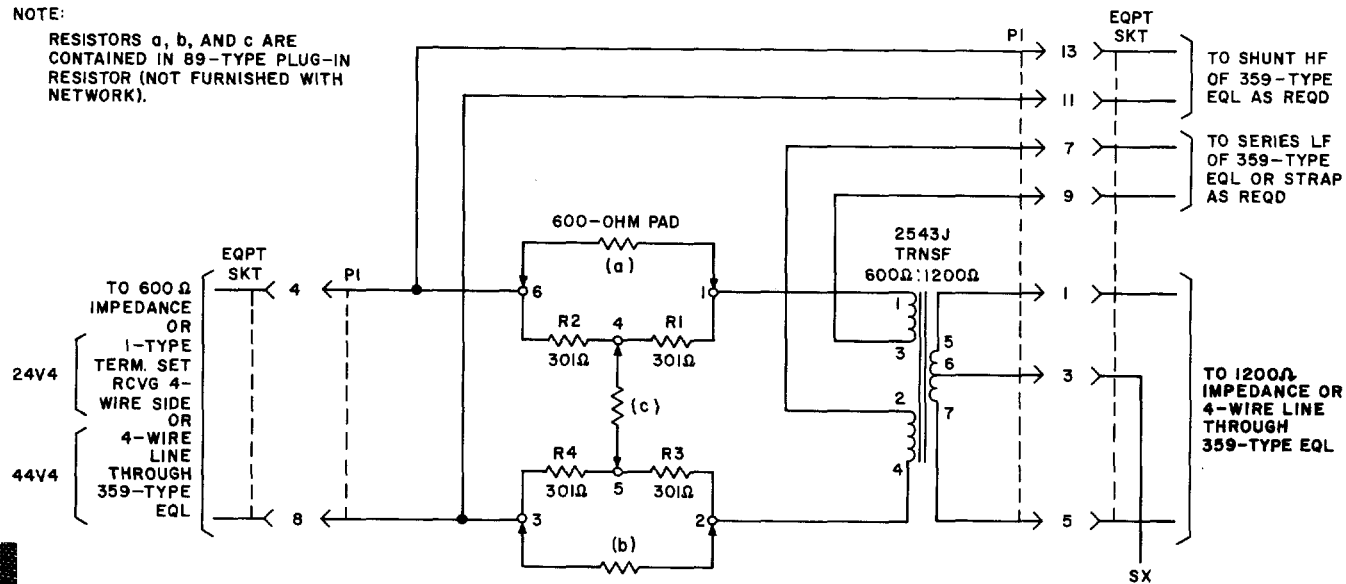 NOTE:
RESISTORS a, b, AND c ARE
CONTAINED IN 89-TYPE PLUG-IN
RESISTOR (NOT FURNISHED WITH
NETWORK).
P1
EQPT
SKT
13
11
7
9
TO SHUNT HF
OF 359-TYPE
EQL AS REQD
TO SERIES LF
OF 359-TYPE
EQL OR STRAP
AS REQD
EQPT
SKT
4
P1
8
TO 600 Ω
IMPEDANCE
OR
1-TYPE
TERM. SET
RCVG 4-
WIRE SIDE
OR
4-WIRE
LINE
THROUGH
359-TYPE
EQL
24V4
44V4
600-OHM PAD
(a)
6
1
R2
4
R1
301Ω
301Ω
(c)
R4
R3
301Ω
5
301Ω
3
2
(b)
2543J
TRNSF
600Ω:1200Ω
1
3
2
4
5
6
7
1
3
5
SX
TO 1200Ω
IMPEDANCE OR
4-WIRE LINE
THROUGH
359-TYPE EQL